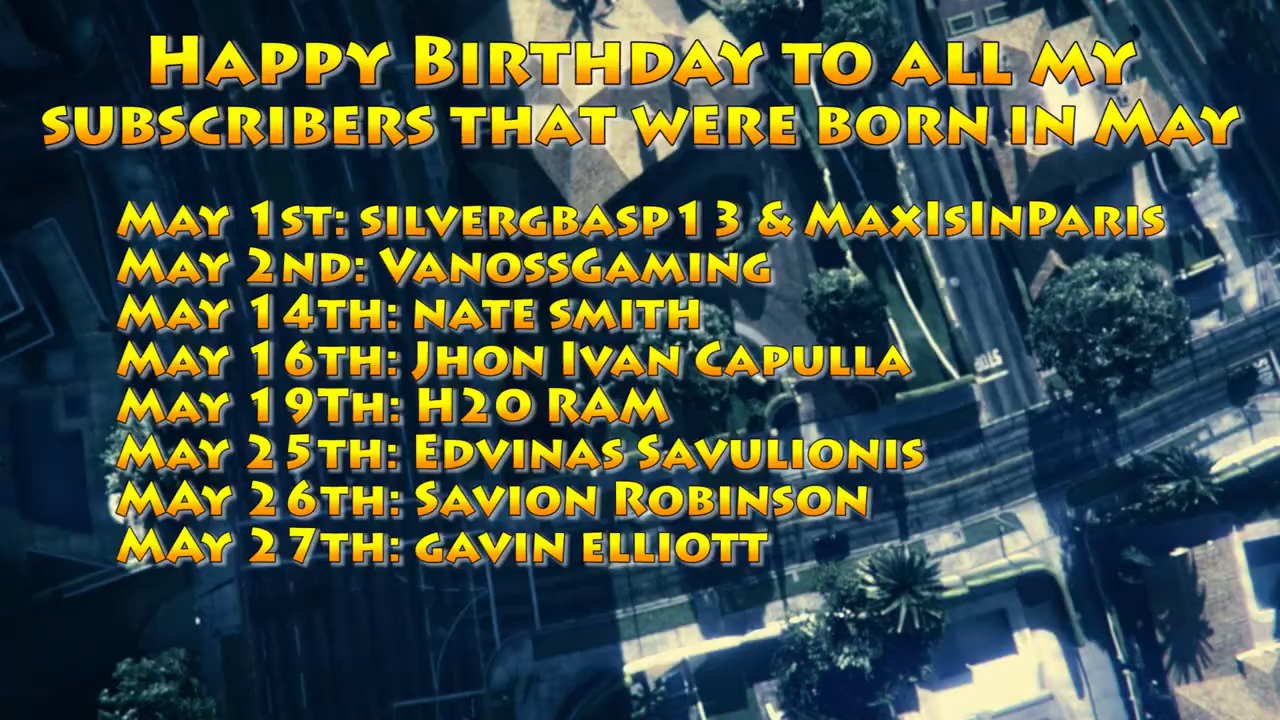 Happy Birthday to all my
subscribers that were born in May
May 1st: silvergbasp13 & MaxIsInParis
May 2nd: VanossGaming
May 14th: nate smith
May 16th: Jhon Ivan Capulla
May 19Th: H2O RAM
May 25th: Edvinas Savulionis
May 26th: Savion Robinson
May 27th: gavin elliott
STOP